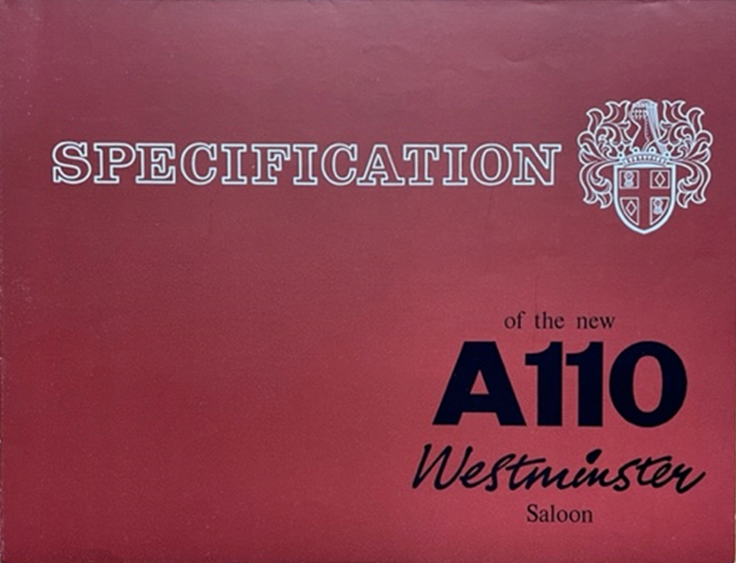 SPECIFICATION
of the new
A110
Westminster
Saloon